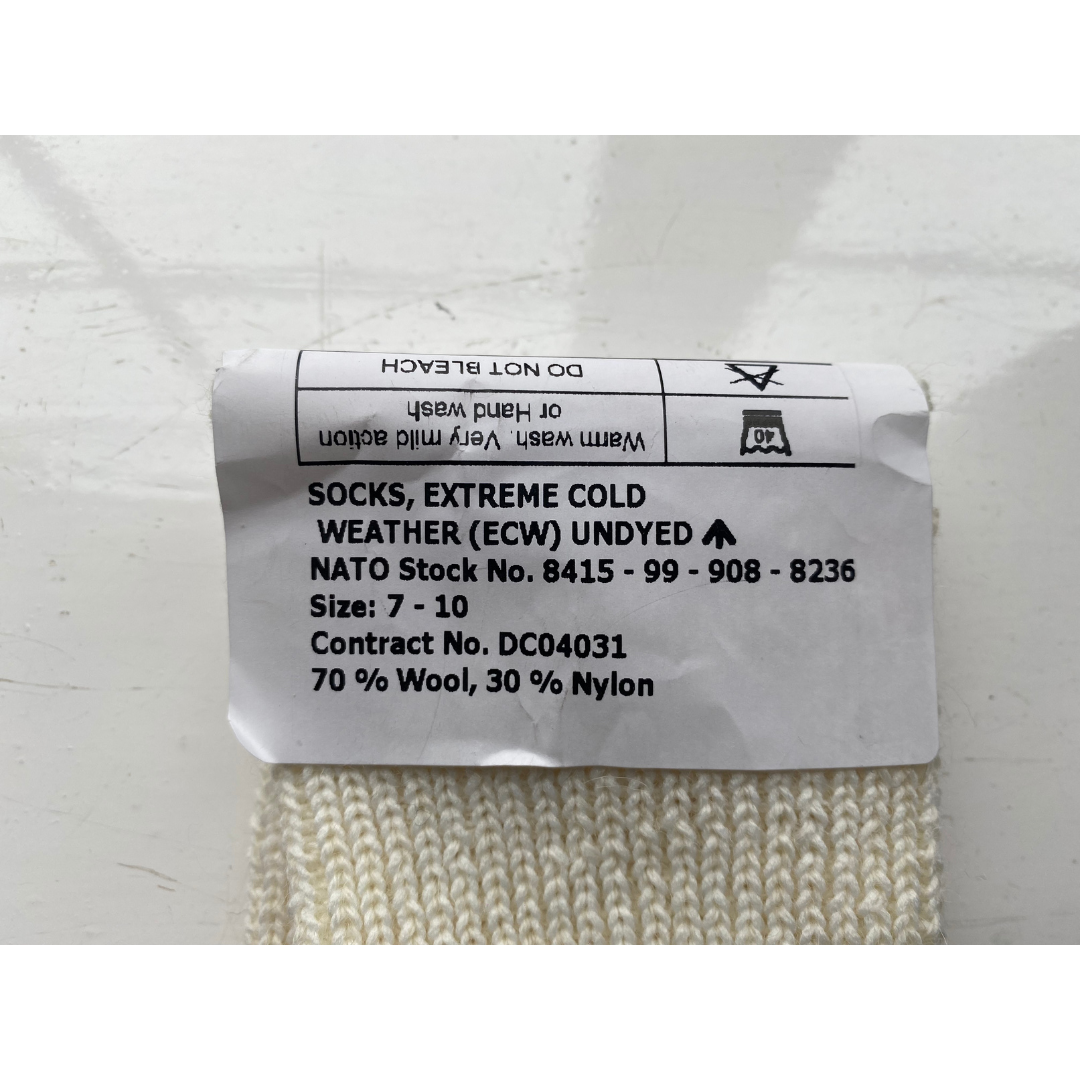 SOCKS, EXTREME COLD
WEATHER (ECW) UNDYED
NATO Stock No. 8415 - 99 - 908 - 8236
Size: 7 - 10
Contract No. DC04031
70 % Wool, 30 % Nylon
40
Warm wash. Very mild action
or Hand wash
DO NOT BLEACH